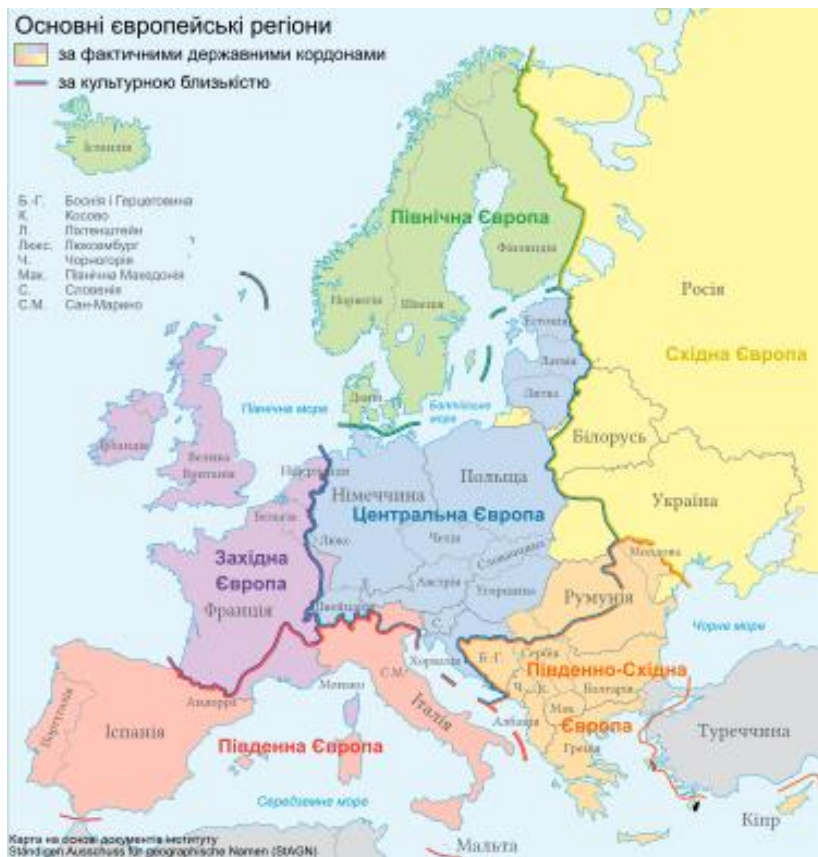 Основні європейські регіони
за фактичними державними кордонами
за культурною близькістю
Ісландія
Б.-Г. Боснія і Герцеговина
К. Косово
Л. Ліхтенштейн
Люкс. Люксембург
Ч. Чорногорія
Мак. Північна Македонія
С. Словенія
С.М. Сан-Марино
Північна Європа
Фінляндія
Норвегія
Швеція
Росія
Естонія
Латвія
Литва
Східна Європа
Данія
Північне море
Балтійське
море
Білорусь
Ірландія
Велика
Британія
Нідерланди
Німеччина
Польща
Україна
Бельгія
Центральна Європа
Люкс
Чехія
Словаччина
Молдова
Західна
Європа
Л.
Австрія
Угорщина
Франція
Швейцарія
Румунія
С.
Чорне море
Хорватія
Б.-Г.
Сербія
Південно-Східна
Монако
С.М.
Ч.
К.
Болгарія
Андорра
Мак.
Португалія
Іспанія
Італія
Албанія
Європа
Туреччина
Південна Європа
Греція
Середземне море
Кіпр
Мальта
Карта на основі документів інституту
Ständigen Ausschuss für geographische Namen (StAGN)